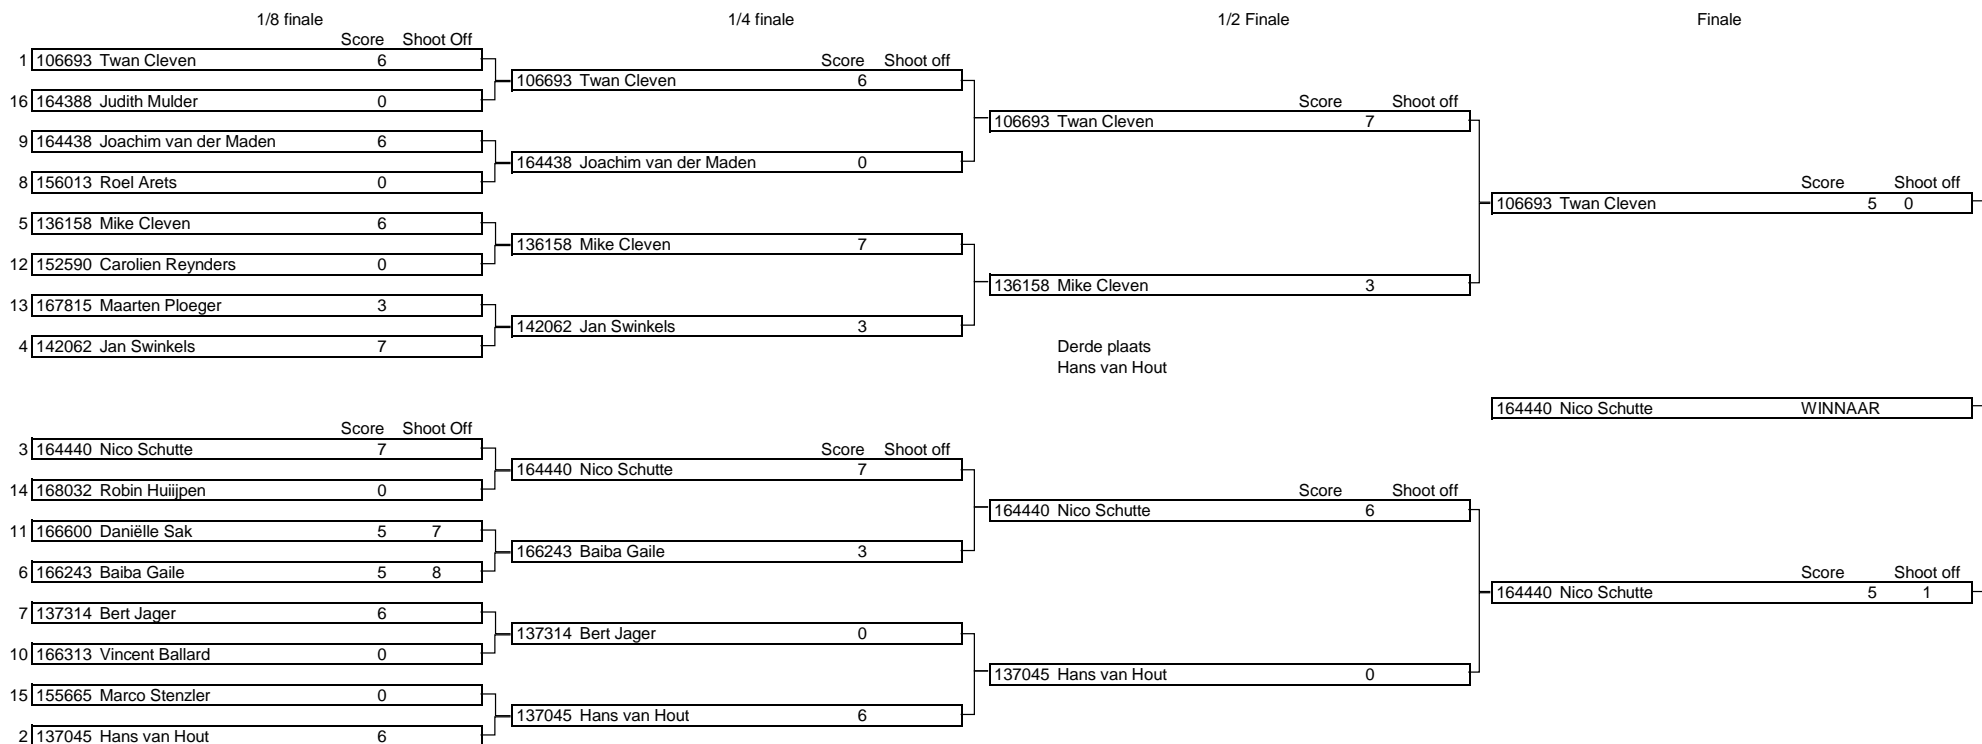 1/8 finale 1/4 finale 1/2 Finale Finale
Score Shoot Off
1 106693 Twan Cleven 6 Score Shoot off
106693 Twan Cleven 6
16 164388 Judith Mulder 0 Score Shoot off
106693 Twan Cleven 7
9 164438 Joachim van der Maden 6
164438 Joachim van der Maden 0
8 156013 Roel Arets 0 Score Shoot off
106693 Twan Cleven 5 0
5 136158 Mike Cleven 6
136158 Mike Cleven 7
12 152590 Carolien Reynders 0
136158 Mike Cleven 3
13 167815 Maarten Ploeger 3
142062 Jan Swinkels 3
4 142062 Jan Swinkels 7 Derde plaats
Hans van Hout
164440 Nico Schutte WINNAAR
Score Shoot Off
3 164440 Nico Schutte 7 Score Shoot off
164440 Nico Schutte 7
14 168032 Robin Huiijpen 0 Score Shoot off
164440 Nico Schutte 6
11 166600 Daniëlle Sak 5 7
166243 Baiba Gaile 3
6 166243 Baiba Gaile 5 8 Score Shoot off
164440 Nico Schutte 5 1
7 137314 Bert Jager 6
137314 Bert Jager 0
10 166313 Vincent Ballard 0
137045 Hans van Hout 0
15 155665 Marco Stenzler 0
137045 Hans van Hout 6
2 137045 Hans van Hout 6